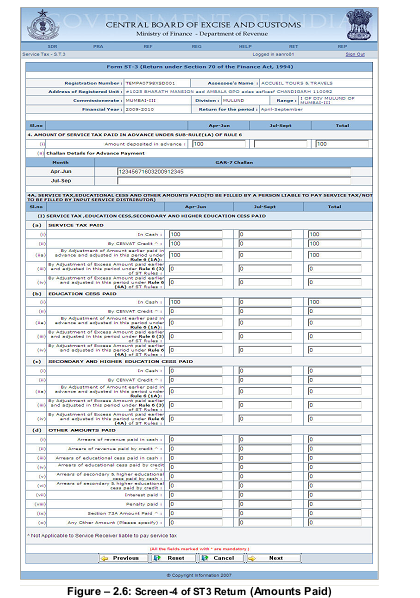 CENTRAL BOARD OF EXCISE AND CUSTOMS
Ministry of Finance - Department of Revenue
SDR PRA REF REG HELP NET REP
Service Tax - S.T.3 Logged in Sign Out
Form ST-3 (Return under Section 70 of the Finance Act, 1994)
Registration Number : Assessee's Name : ACCUEIL TOURS & TRAVELS
Address of Registered Unit : #1025 BHARATH MANSION and AMBALA CHANDIGARH
Commissionerate : MUMBAI-III Division : MULUND Range : I OF DIV MULUND OF MUMBAI-III
Financial Year : 2009-2010 Return for the period : April-September
Sl.no Apr-Jun Jul-Sept Total
4. AMOUNT OF SERVICE TAX PAID IN ADVANCE UNDER SUB-RULE(1A) OF RULE 6
(i) Amount deposited in advance : 100 100
(ii) Challan Details for Advance Payment
Month GAR-7 Challan
Apr-Jun 12345671603200912345
Jul-Sep
4A. SERVICE TAX,EDUCATIONAL CESS AND OTHER AMOUNTS PAID(TO BE FILLED BY A PERSON LIABLE TO PAY SERVICE TAX/NOT
TO BE FILLED BY INPUT SERVICE DISTRIBUTOR)
Sl.no Apr-Jun Jul-Sept Total
(I) SERVICE TAX ,EDUCATION CESS,SECONDARY AND HIGHER EDUCATION CESS PAID
(a) SERVICE TAX PAID
(i) In Cash : 100 0 100
(ii) By CENVAT Credit ^ : 100 0 100
(iia) By Adjustment of Amount earlier paid in advance and adjusted in this period under Rule 6 (1A): 100 0 100
(iii) By Adjustment of Excess Amount paid earlier and adjusted in this period under Rule 6 (3) of ST Rules : 0 0 0
(iv) By Adjustment of Excess Amount paid earlier and adjusted in this period under Rule 6 (4A) of ST Rules : 0 0 0
(b) EDUCATION CESS PAID
(i) In Cash : 100 0 100
(ii) By CENVAT Credit ^ : 0 0 0
(iia) By Adjustment of Amount earlier paid in advance and adjusted in this period under Rule 6 (1A): 0 0 0
(iii) By Adjustment of Excess Amount paid earlier and adjusted in this period under Rule 6 (3) of ST Rules : 0 0 0
(iv) By Adjustment of Excess Amount paid earlier and adjusted in this period under Rule 6 (4A) of ST Rules : 0 0 0
(c) SECONDARY AND HIGHER EDUCATION CESS PAID
(i) In Cash : 0 0 0
(ii) By CENVAT Credit ^ : 0 0 0
(iia) By Adjustment of Amount earlier paid in advance and adjusted in this period under Rule 6 (1A): 0 0 0
(iii) By Adjustment of Excess Amount paid earlier and adjusted in this period under Rule 6 (3) of ST Rules : 0 0 0
(iv) By Adjustment of Excess Amount paid earlier and adjusted in this period under Rule 6 (4A) of ST Rules : 0 0 0
(d) OTHER AMOUNTS PAID
(i) Arrears of revenue paid in cash : 0 0 0
(ii) Arrears of revenue paid by credit ^ : 0 0 0
(iii) Arrears of educational cess paid in cash : 0 0 0
(iv) Arrears of educational cess paid by credit : 0 0 0
(v) Arrears of secondary & higher educational cess paid in cash : 0 0 0
(vi) Arrears of secondary & higher educational cess paid by credit : 0 0 0
(vii) Interest paid : 0 0 0
(viii) Penalty paid : 0 0 0
(ix) Section 73A Amount Paid ^ : 0 0 0
(x) Any Other Amount (Please specify) : 0 0 0
^ Not Applicable to Service Receiver liable to pay service tax
(All the fields marked with * are mandatory )
Previous Reset Cancel Next
© Copyright Information 2007
Figure – 2.6: Screen-4 of ST3 Return (Amounts Paid)